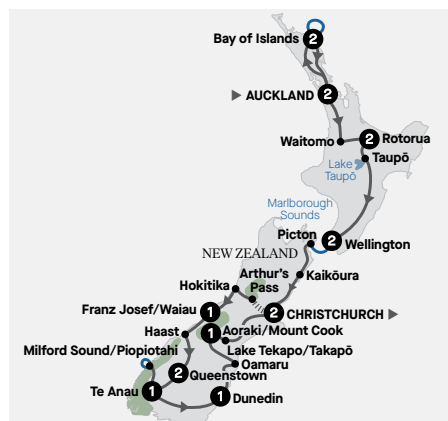 Bay of Islands 2
▶ AUCKLAND 2
Waitomo 2 Rotorua
Taupō
Lake
Taupō
Marlborough
Sounds
Picton
2 Wellington
NEW ZEALAND
Arthur's
Pass
Kaikōura
Hokitika
Franz Josef/Waiau 1
2 CHRISTCHURCH ▶
1 Aoraki/Mount Cook
Haast
Lake Tekapo/Takapō
Milford Sound/Piopiotahi
Oamaru
2 Queenstown
Te Anau 1
1 Dunedin